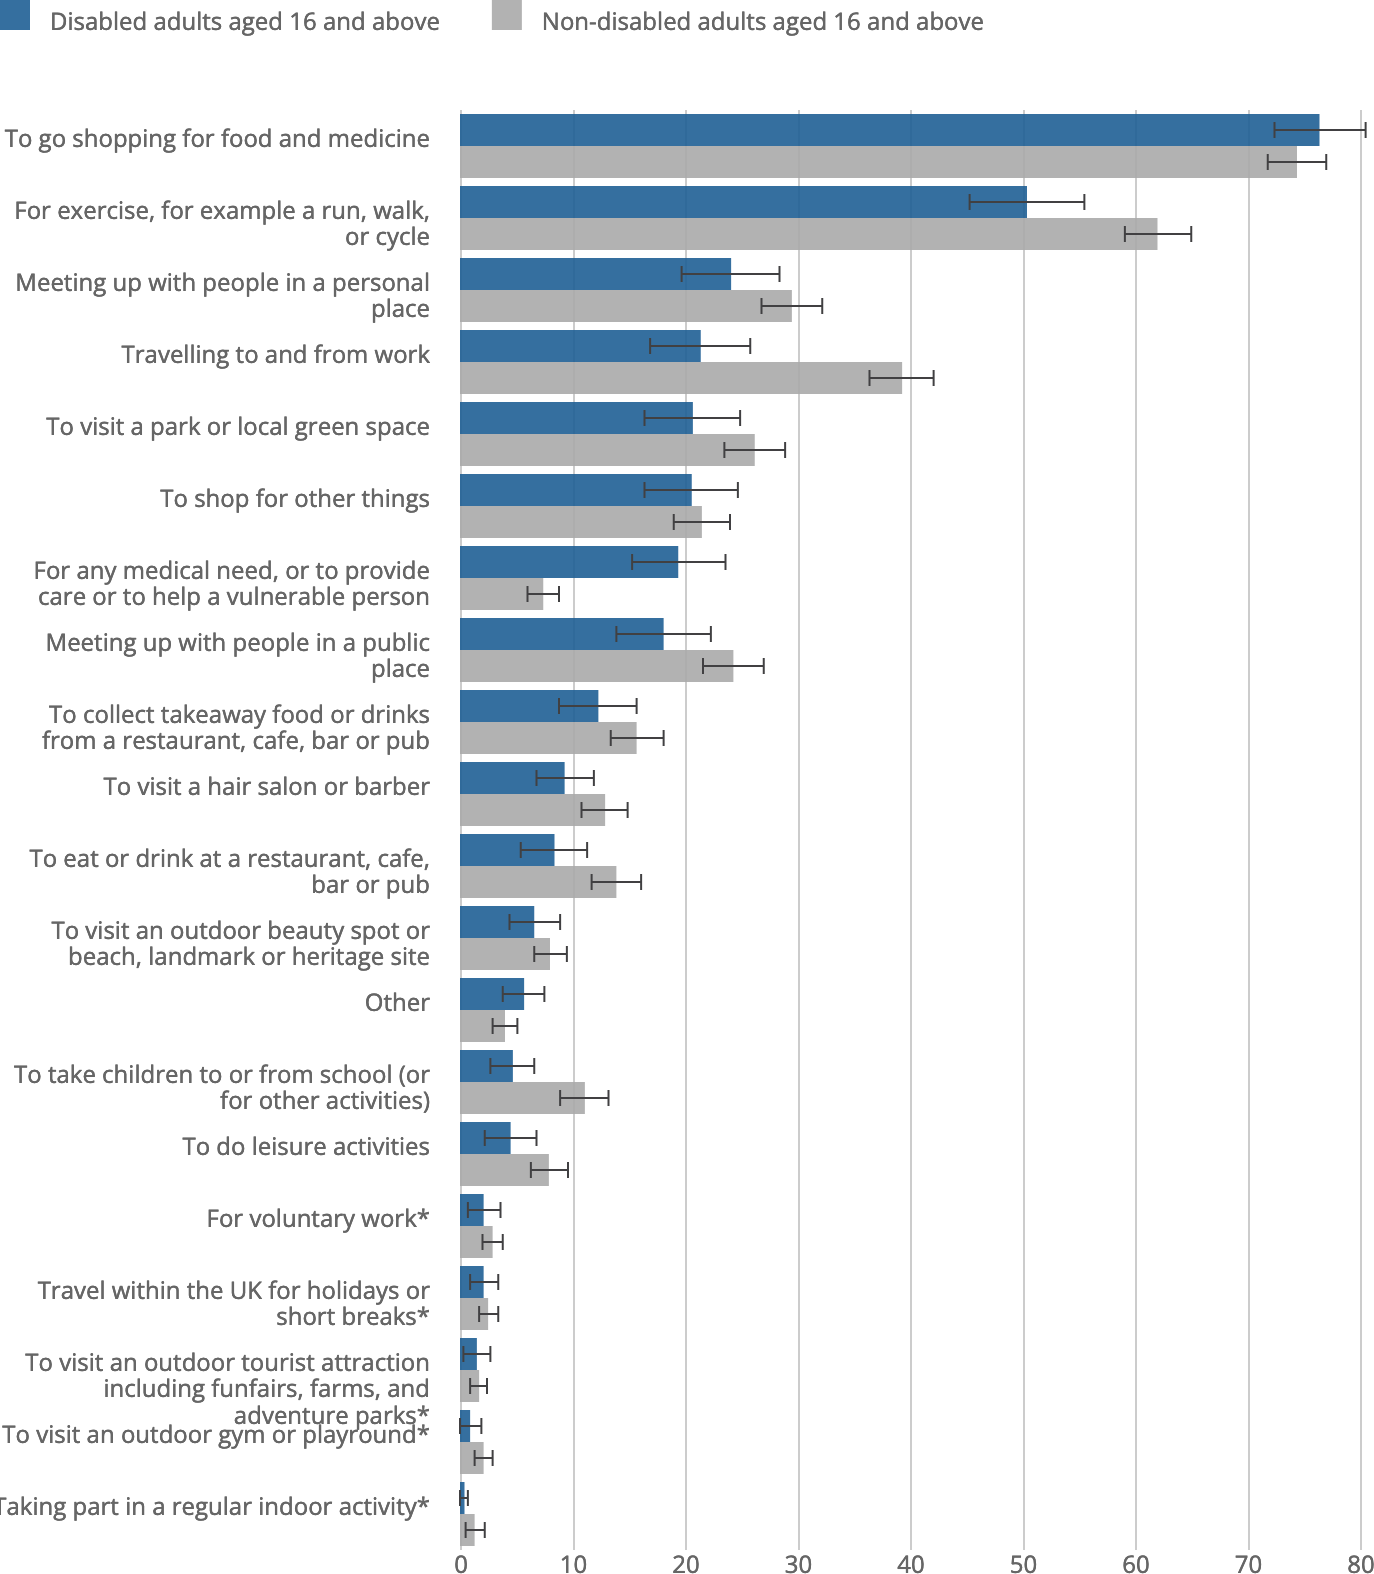 Disabled adults aged 16 and above
Non-disabled adults aged 16 and above
To go shopping for food and medicine
For exercise, for example a run, walk,
or cycle
Meeting up with people in a personal
place
Travelling to and from work
To visit a park or local green space
To shop for other things
For any medical need, or to provide
care or to help a vulnerable person
Meeting up with people in a public
place
To collect takeaway food or drinks
from a restaurant, cafe, bar or pub
To visit a hair salon or barber
To eat or drink at a restaurant, cafe,
bar or pub
To visit an outdoor beauty spot or
beach, landmark or heritage site
Other
To take children to or from school (or
for other activities)
To do leisure activities
For voluntary work*
Travel within the UK for holidays or
short breaks*
To visit an outdoor tourist attraction
including funfairs, farms, and
adventure parks*
To visit an outdoor gym or playround*
Taking part in a regular indoor activity*
0 10 20 30 40 50 60 70 80